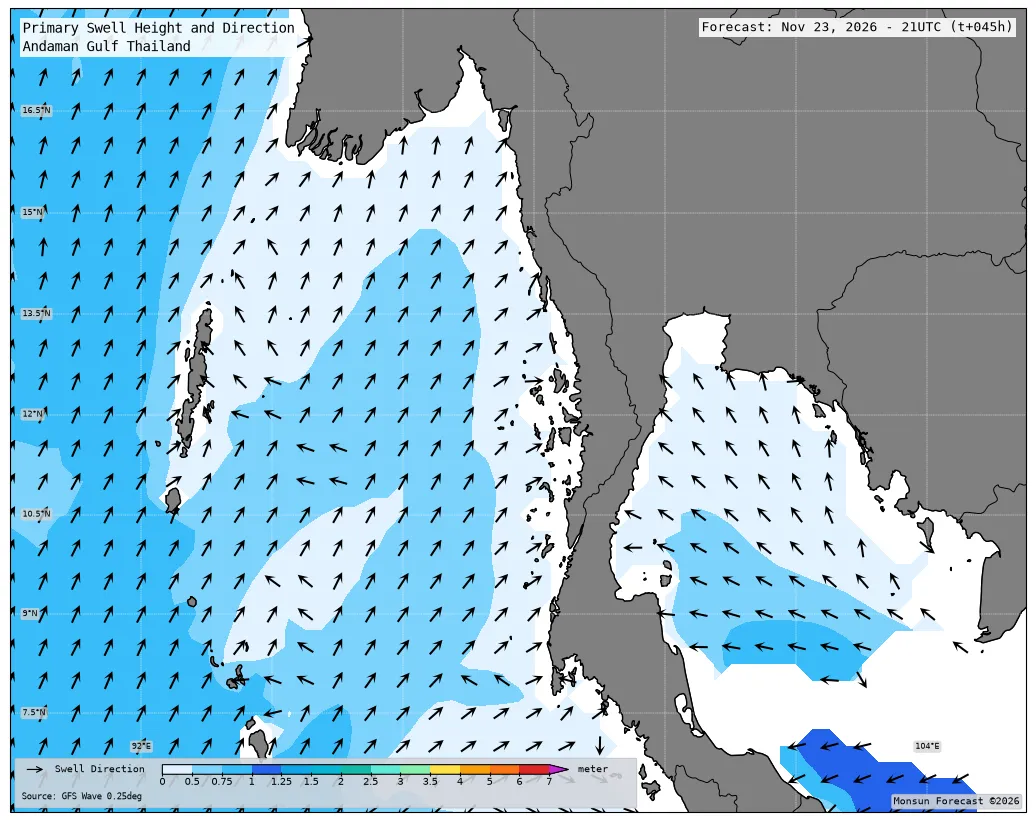 Primary Swell Height and Direction
Andaman Gulf Thailand
Forecast: Nov 23, 2026 - 21UTC (t+045h)
16.5°N
15°N
13.5°N
12°N
10.5°N
9°N
7.5°N
92°E
104°E
Swell Direction
0 0.5 0.75 1 1.25 1.5 2 2.5 3 3.5 4 5 6 7
meter
Source: GFS Wave 0.25deg
Monsun Forecast ©2026